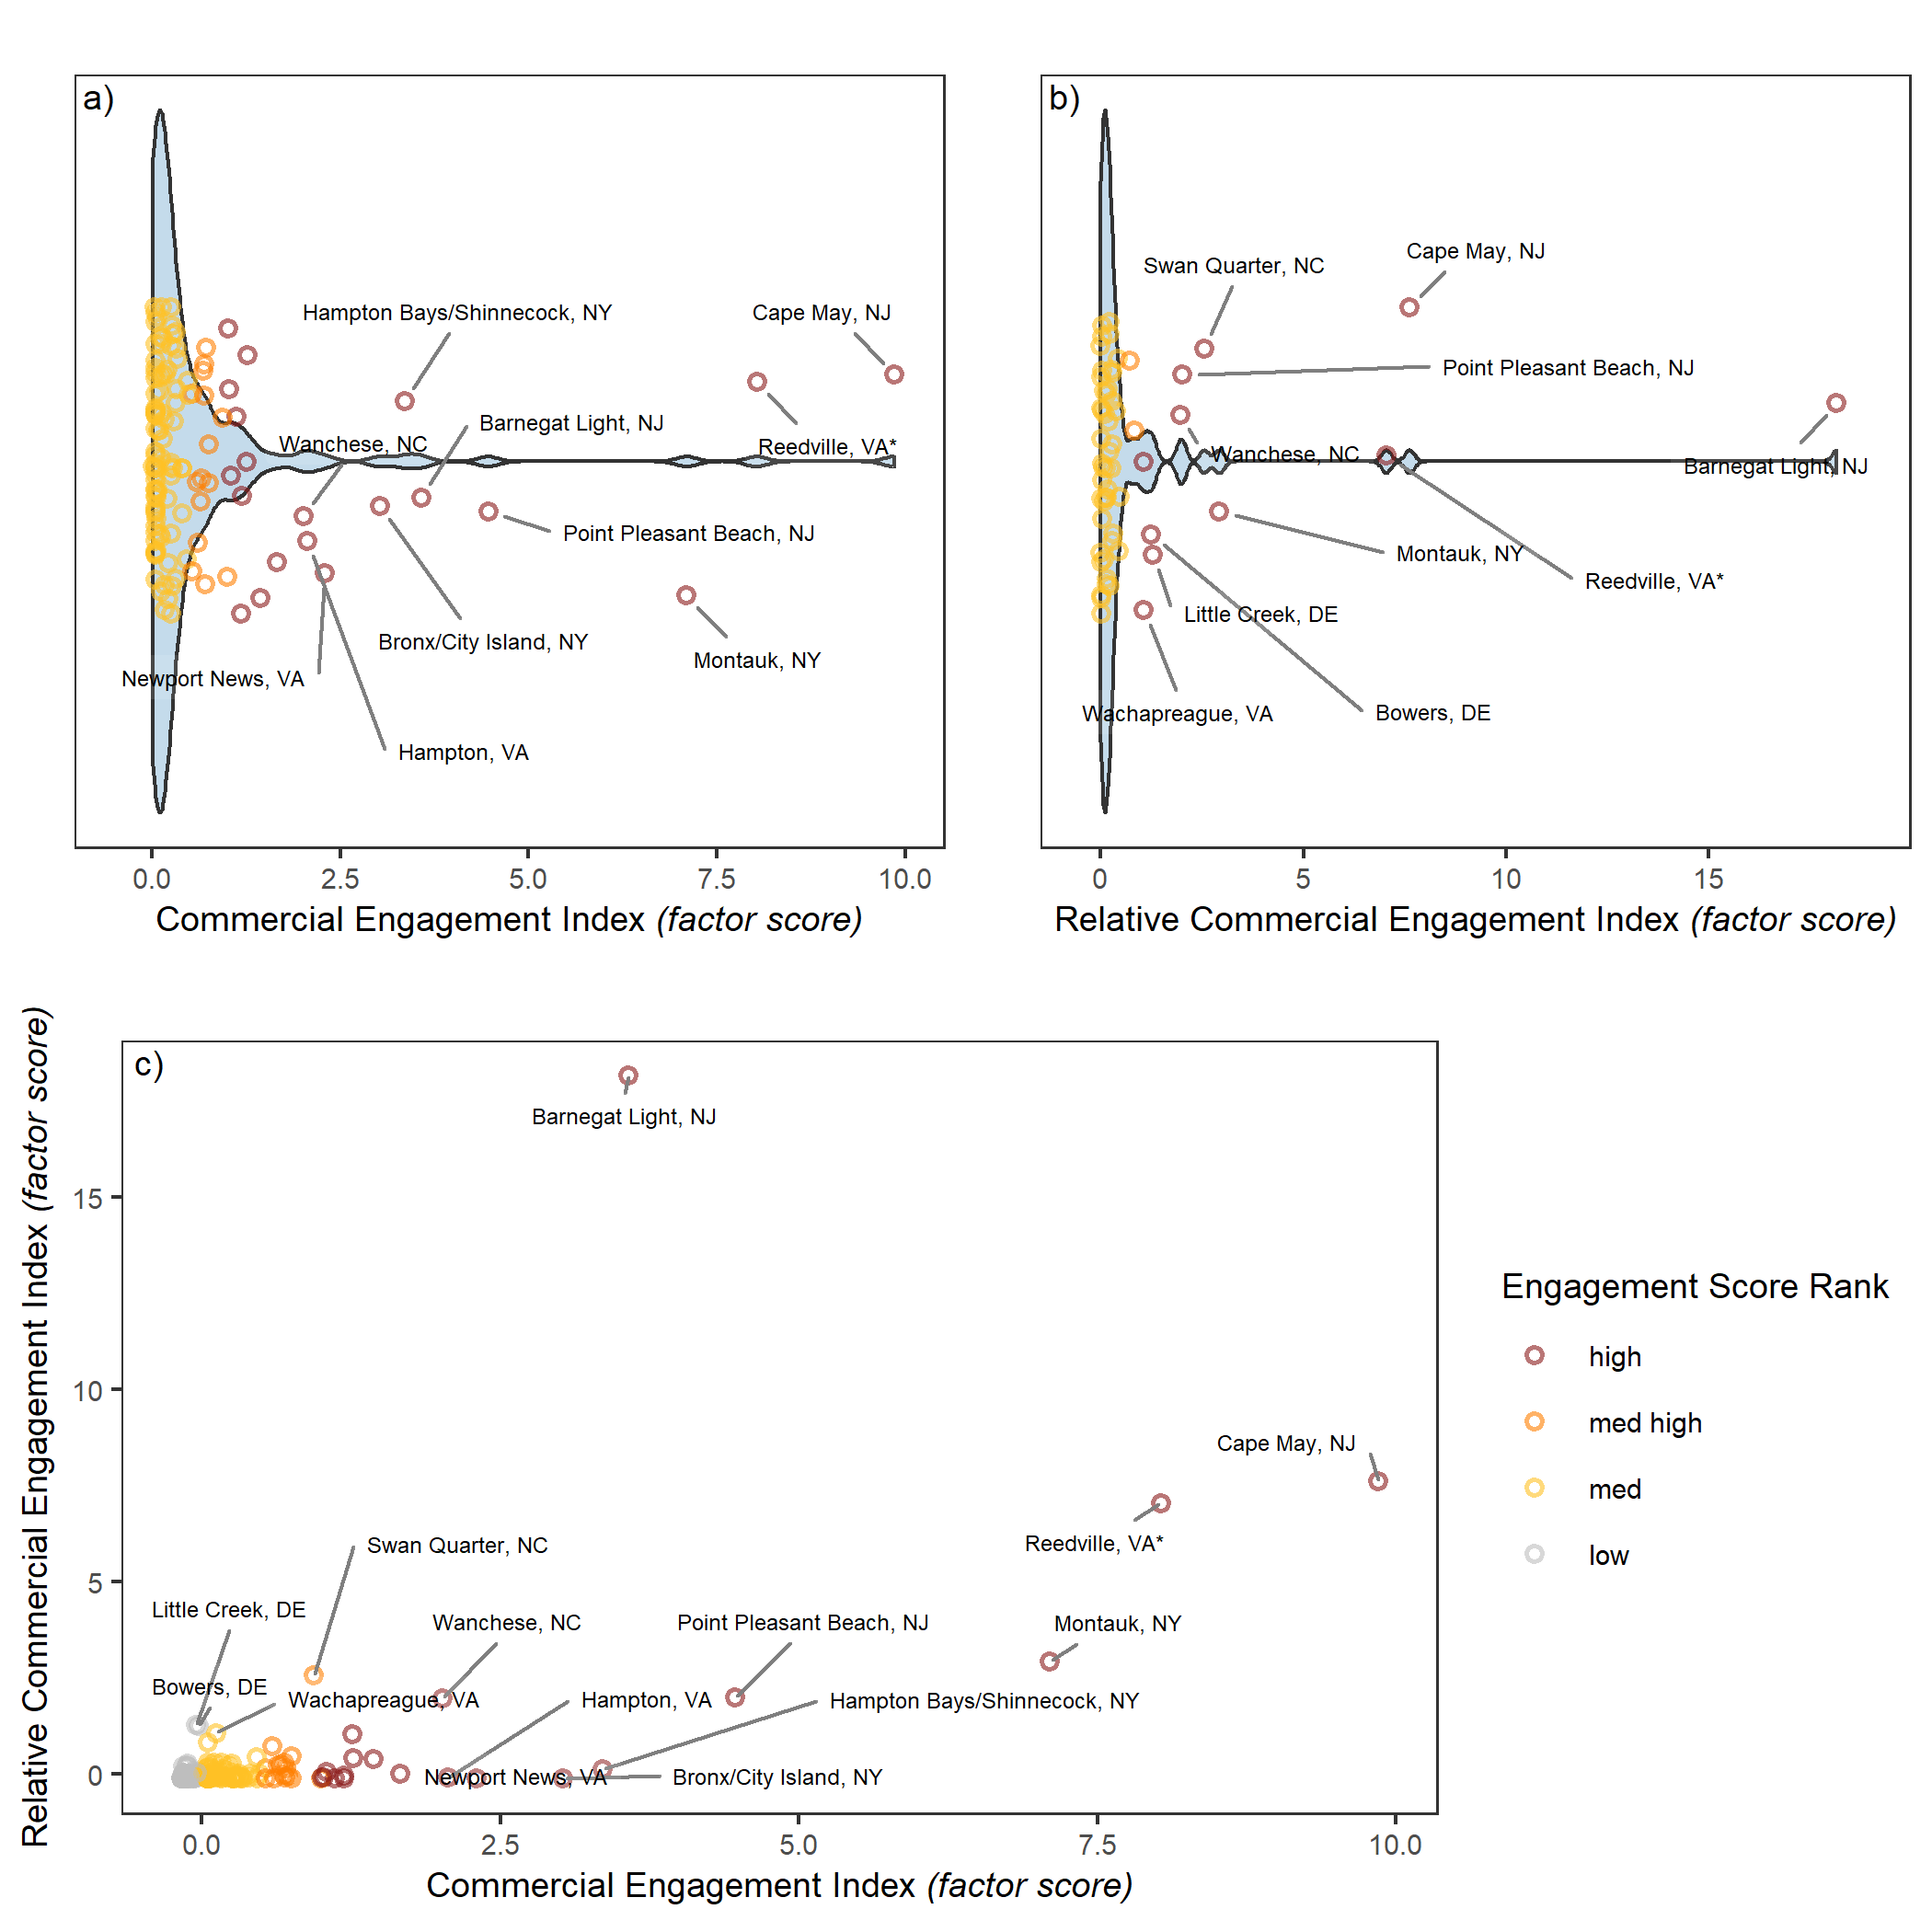 a)
Hampton Bays/Shinnecock, NY
Cape May, NJ
Barnegat Light, NJ
Wanchese, NC
Reedville, VA*
Point Pleasant Beach, NJ
Bronx/City Island, NY
Montauk, NY
Newport News, VA
Hampton, VA
0.0 2.5 5.0 7.5 10.0
Commercial Engagement Index (factor score)
b)
Cape May, NJ
Swan Quarter, NC
Point Pleasant Beach, NJ
Wanchese, NC
Barnegat Light, NJ
Montauk, NY
Reedville, VA*
Little Creek, DE
Wachapreague, VA
Bowers, DE
0 5 10 15
Relative Commercial Engagement Index (factor score)
c)
Barnegat Light, NJ
Cape May, NJ
Reedville, VA*
Swan Quarter, NC
Little Creek, DE
Wanchese, NC
Point Pleasant Beach, NJ
Montauk, NY
Bowers, DE
Wachapreague, VA
Hampton, VA
Hampton Bays/Shinnecock, NY
Newport News, VA
Bronx/City Island, NY
15
10
5
0
Relative Commercial Engagement Index (factor score)
0.0 2.5 5.0 7.5 10.0
Commercial Engagement Index (factor score)
Engagement Score Rank
high
med high
med
low